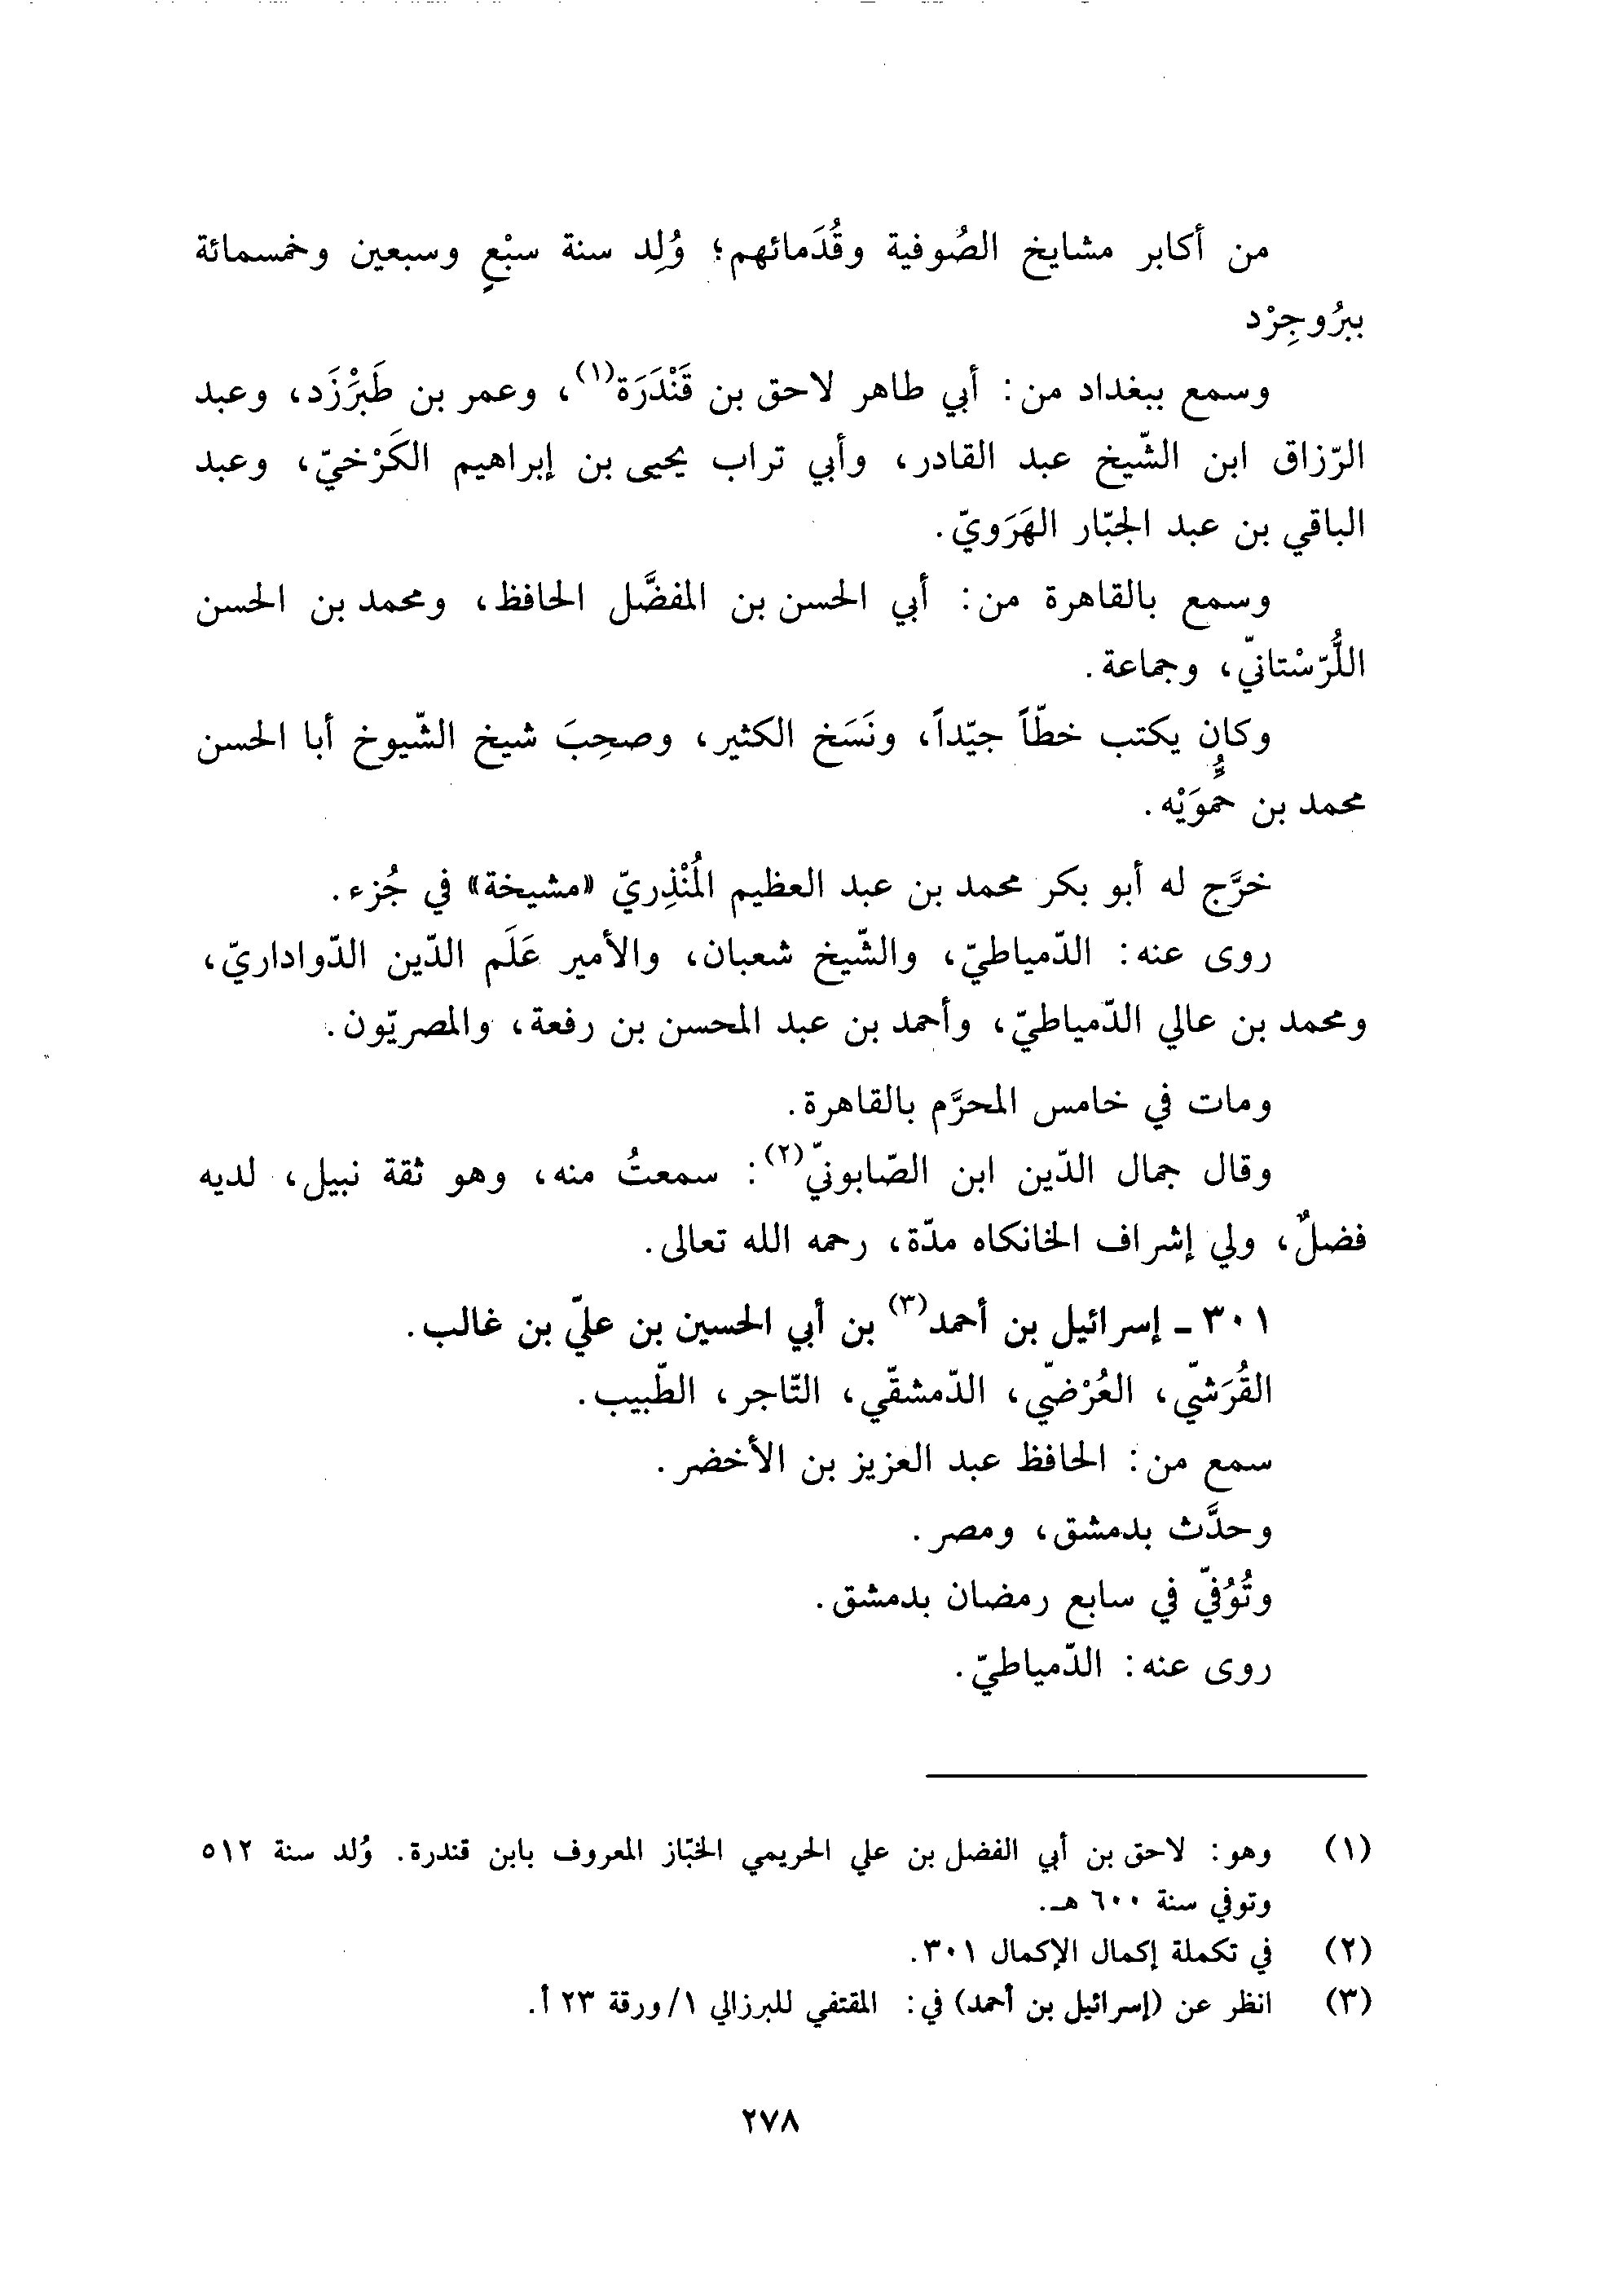 من أكابر مشايخ الصُوفية وقُدَمائهم؛ وُلِد سنة سبْعٍ وسبعين وخمسمائة
ببرُوجِرْد
وسمع ببغداد من: أبي طاهر لاحق بن قَنْدَرَة(١)، وعمر بن طَبَرْزَد، وعبد
الرّزاق ابن الشّيخ عبد القادر، وأبي تراب يحيى بن إبراهيم الكَرْخيّ، وعبد
الباقي بن عبد الجبّار الهَرَويّ.
وسمع بالقاهرة من: أبي الحسن بن المفضَّل الحافظ، ومحمد بن الحسن
اللُّرّسْتانيّ، وجماعة.
وكان يكتب خطّاً جيّداً، ونَسَخ الكثير، وصحِبَ شيخ الشّيوخ أبا الحسن
محمد بن حمُّوَيْه.
خرَّج له أبو بكر محمد بن عبد العظيم المُنْذِريّ «مشيخة» في جُزء.
روى عنه: الدّمياطيّ، والشّيخ شعبان، والأمير عَلَم الدّين الدّواداريّ،
ومحمد بن عالي الدّمياطيّ، وأحمد بن عبد المحسن بن رفعة، والمصريّون.
ومات في خامس المحرَّم بالقاهرة.
وقال جمال الدّين ابن الصّابونيّ(٢): سمعتُ منه، وهو ثقة نبيل، لديه
فضلٌ، ولي إشراف الخانكاه مدّة، رحمه الله تعالى.
٣٠١ ـ إسرائيل بن أحمد(٣) بن أبي الحسين بن عليّ بن غالب.
القُرَشيّ، العُرْضيّ، الدّمشقّي، التّاجر، الطّبيب.
سمع من: الحافظ عبد العزيز بن الأخضر.
وحدَّث بدمشق، ومصر.
وتُوُفيّ في سابع رمضان بدمشق.
روى عنه: الدّمياطيّ.
(١) وهو: لاحق بن أبي الفضل بن علي الحريمي الخبّاز المعروف بابن قندرة. وُلد سنة ٥١٢
وتوفي سنة ٦٠٠ هـ.
(٢) في تكملة إكمال الإكمال ٣٠١.
(٣) انظر عن (إسرائيل بن أحمد) في: المقتفي للبرزالي ١/ورقة ٢٣ أ.
٢٧٨